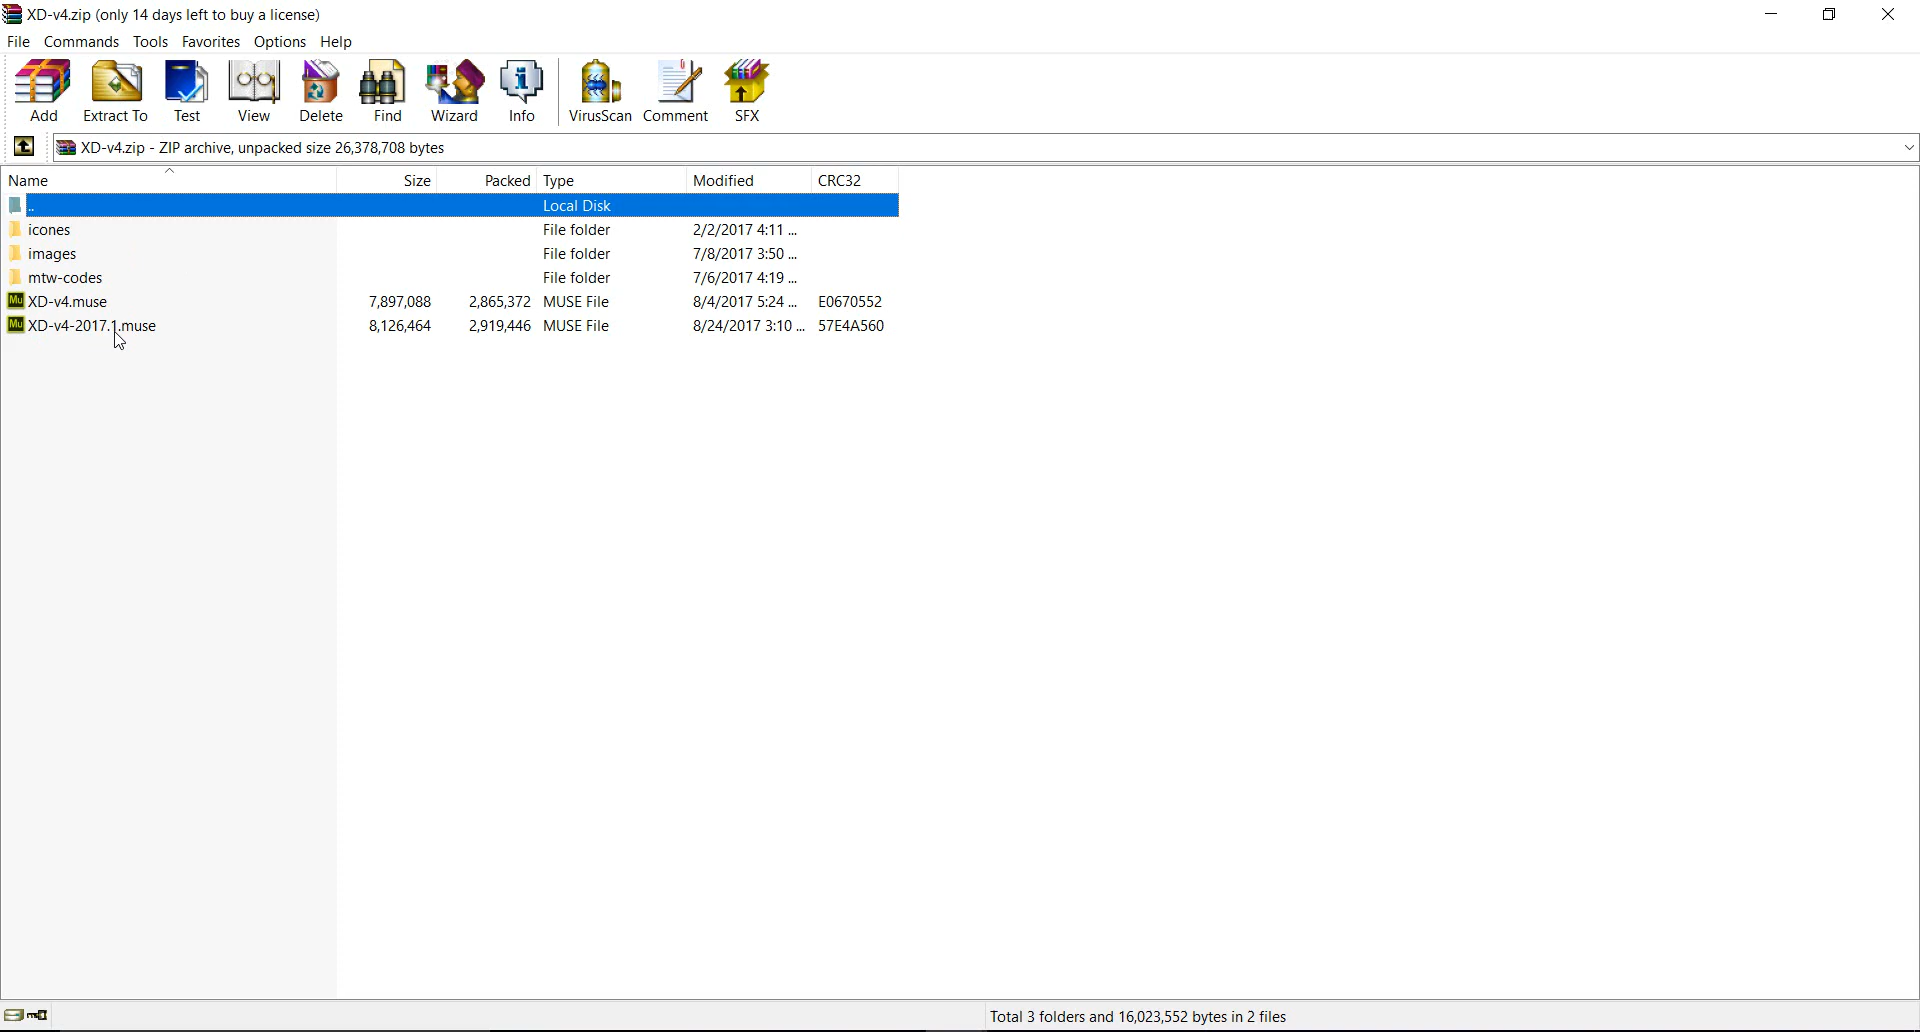 XD-v4.zip (only 14 days left to buy a license)
File Commands Tools Favorites Options Help
Add Extract To Test View Delete Find Wizard Info VirusScan Comment SFX
XD-v4.zip - ZIP archive, unpacked size 26,378,708 bytes
Name Size Packed Type Modified CRC32
.. Local Disk
icones File folder 2/2/2017 4:11 ...
images File folder 7/8/2017 3:50 ...
mtw-codes File folder 7/6/2017 4:19 ...
Mu XD-v4.muse 7,897,088 2,865,372 MUSE File 8/4/2017 5:24 ... E0670552
Mu XD-v4-2017.1.muse 8,126,464 2,919,446 MUSE File 8/24/2017 3:10 ... 57E4A560
Total 3 folders and 16,023,552 bytes in 2 files